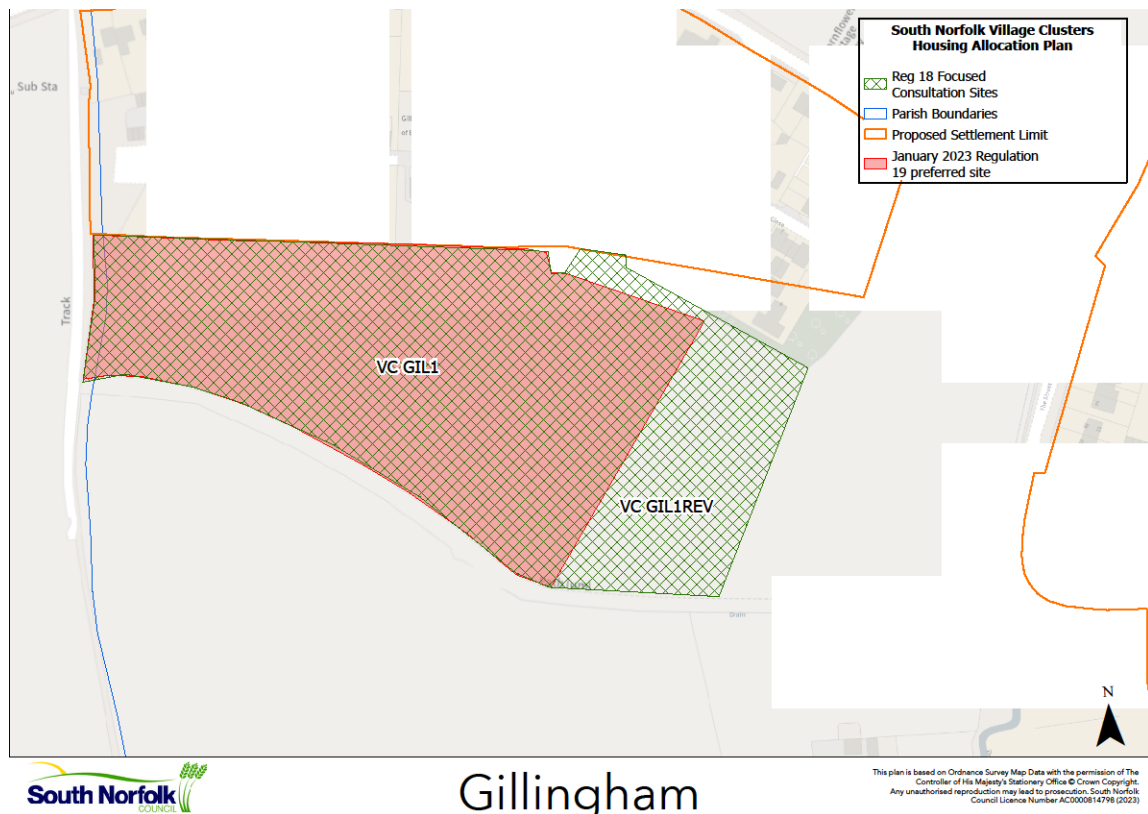 South Norfolk Village Clusters
Housing Allocation Plan
Reg 18 Focused
Consultation Sites
Parish Boundaries
Proposed Settlement Limit
January 2023 Regulation
19 preferred site
Sub Sta
Track
VC GIL1
VC GIL1REV
The Street
Drain
N
South Norfolk
COUNCIL
Gillingham
This plan is based on Ordnance Survey Map Data with the permission of The
Controller of His Majesty's Stationery Office © Crown Copyright.
Any unauthorised reproduction may lead to prosecution. South Norfolk
Council Licence Number AC0000814798 (2023)